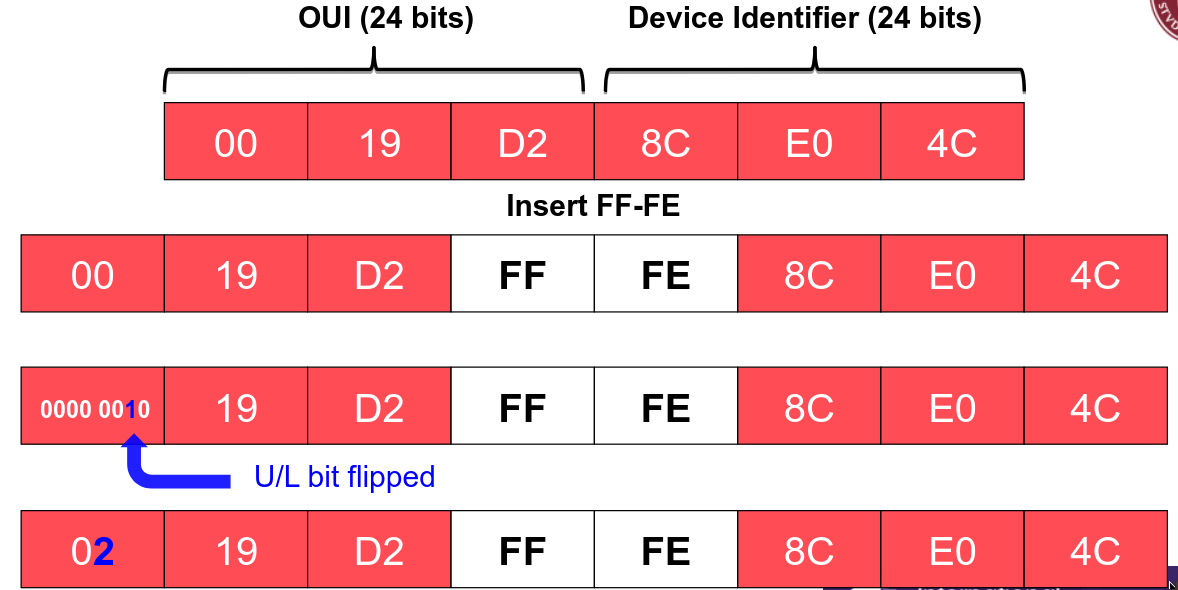 OUI (24 bits) Device Identifier (24 bits)
00 19 D2 8C E0 4C
Insert FF-FE
00 19 D2 FF FE 8C E0 4C
0000 0010 19 D2 FF FE 8C E0 4C
U/L bit flipped
02 19 D2 FF FE 8C E0 4C